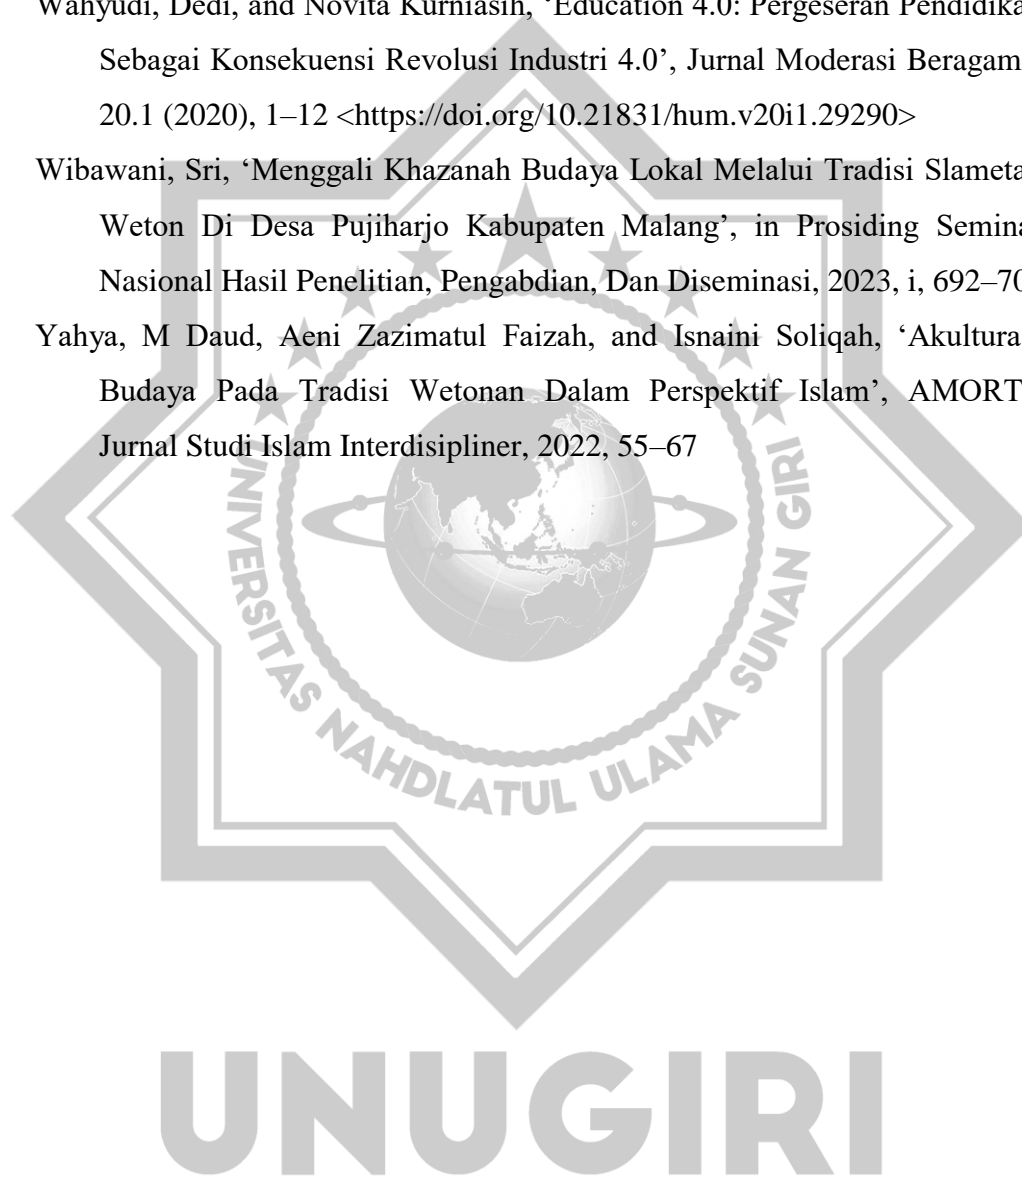 Wahyudi, Dedi, and Novita Kurniasih, ‘Education 4.0: Pergeseran Pendidika
Sebagai Konsekuensi Revolusi Industri 4.0’, Jurnal Moderasi Beragam
20.1 (2020), 1–12 <https://doi.org/10.21831/hum.v20i1.29290>
Wibawani, Sri, ‘Menggali Khazanah Budaya Lokal Melalui Tradisi Slameta
Weton Di Desa Pujiharjo Kabupaten Malang’, in Prosiding Semina
Nasional Hasil Penelitian, Pengabdian, Dan Diseminasi, 2023, i, 692–70
Yahya, M Daud, Aeni Zazimatul Faizah, and Isnaini Soliqah, ‘Akultura
Budaya Pada Tradisi Wetonan Dalam Perspektif Islam’, AMORT
Jurnal Studi Islam Interdisipliner, 2022, 55–67
UNIVERSITAS NAHDLATUL ULAMA SUNAN GIRI
UNUGIRI